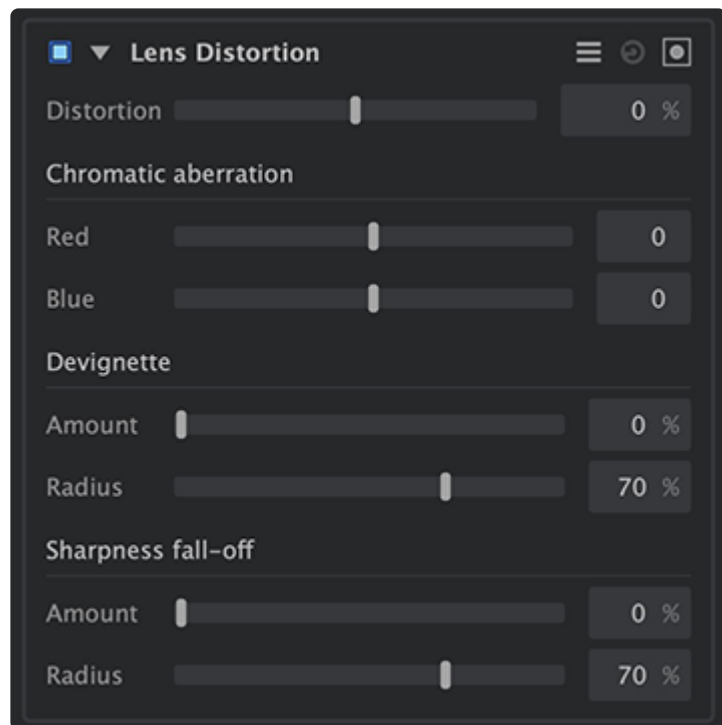 Lens Distortion
Distortion 0 %
Chromatic aberration
Red 0
Blue 0
Devignette
Amount 0 %
Radius 70 %
Sharpness fall-off
Amount 0 %
Radius 70 %